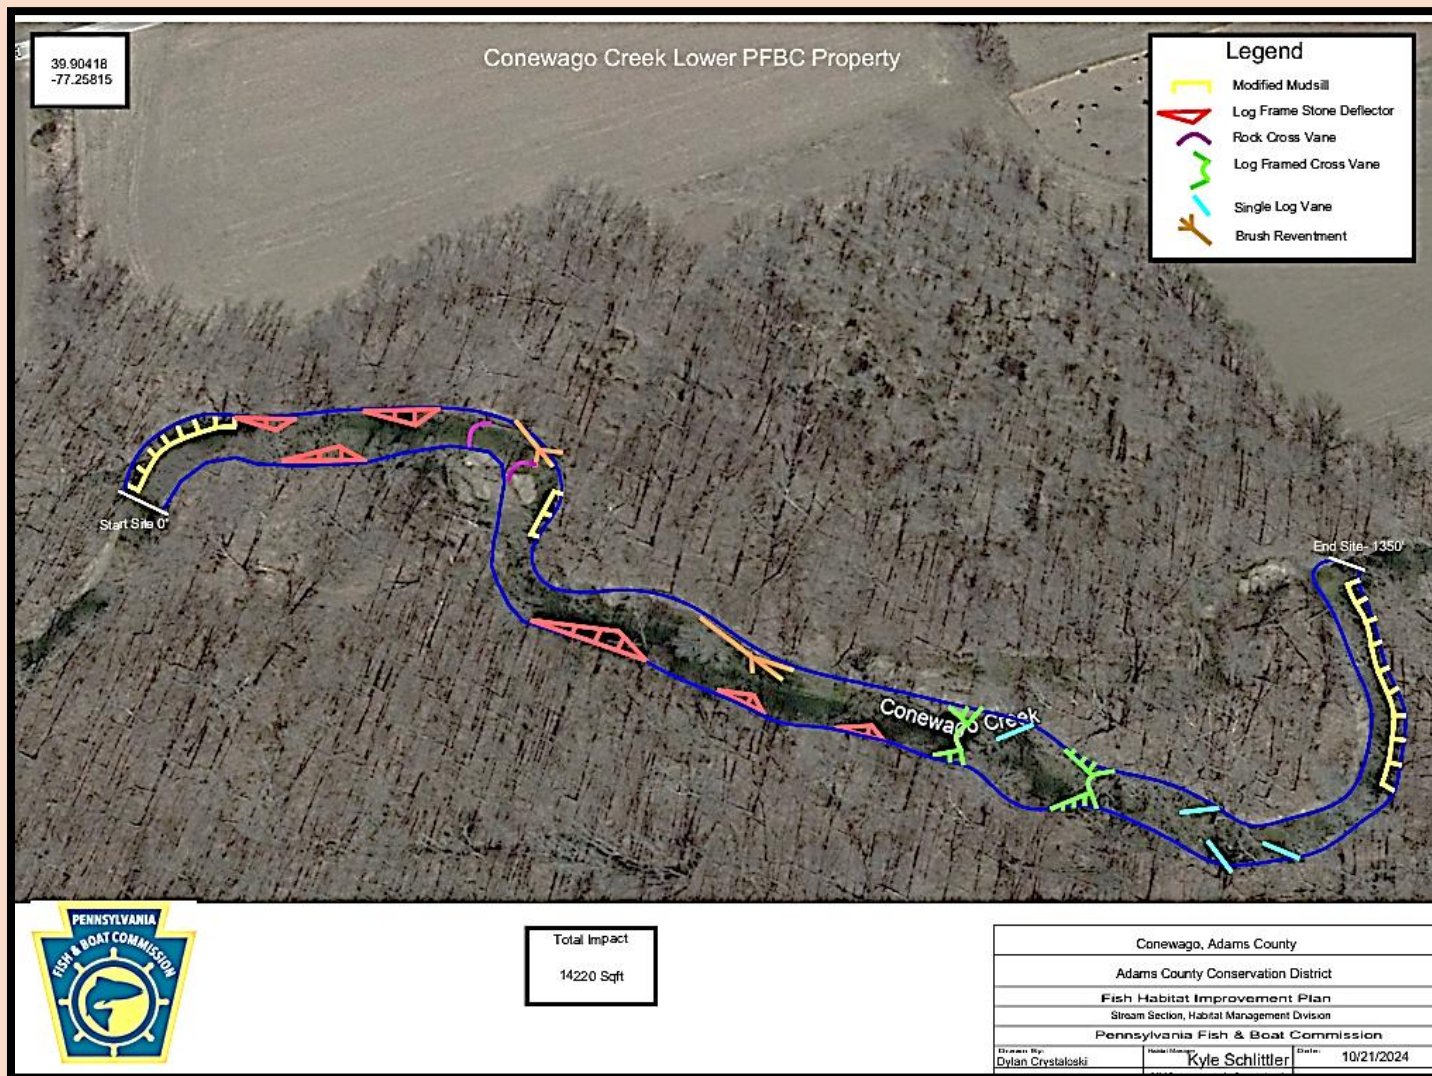 39.90418
-77.25815
Conewago Creek Lower PFBC Property
Legend
Modified Mudsill
Log Frame Stone Deflector
Rock Cross Vane
Log Framed Cross Vane
Single Log Vane
Brush Reventment
Start Site 0'
End Site- 1350'
Conewago Creek
PENNSYLVANIA
FISH & BOAT COMMISSION
Total Impact
14220 Sqft
Conewago, Adams County
Adams County Conservation District
Fish Habitat Improvement Plan
Stream Section, Habitat Management Division
Pennsylvania Fish & Boat Commission
Drawn By:
Dylan Crystaloski
Habitat Manager
Kyle Schlittler
Date:
10/21/2024